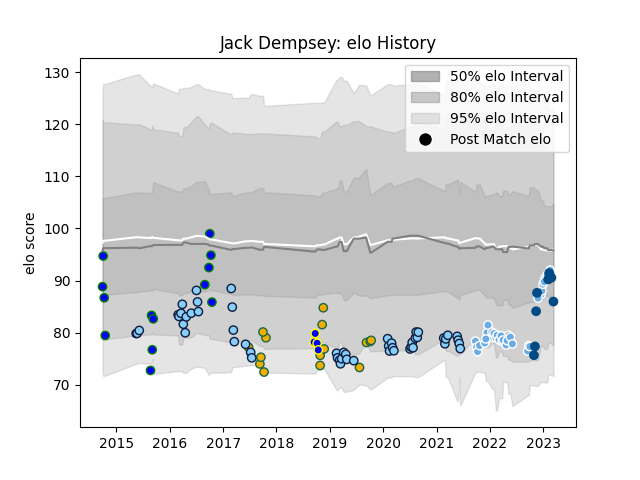 Jack Dempsey: elo History
130
120
110
100
90
80
70
elo score
50% elo Interval
80% elo Interval
95% elo Interval
Post Match elo
2015 2016 2017 2018 2019 2020 2021 2022 2023